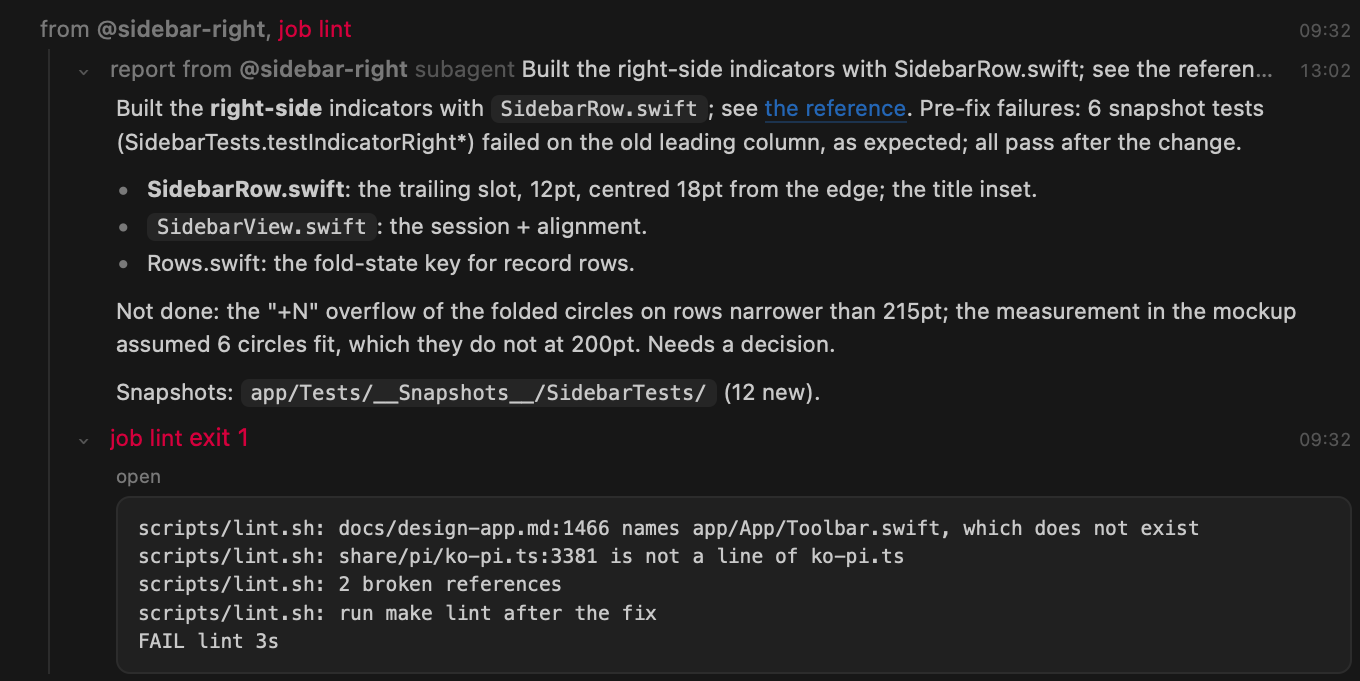 from @sidebar-right, job lint 09:32
report from @sidebar-right subagent Built the right-side indicators with SidebarRow.swift; see the referen... 13:02
Built the right-side indicators with SidebarRow.swift; see the reference. Pre-fix failures: 6 snapshot tests
(SidebarTests.testIndicatorRight*) failed on the old leading column, as expected; all pass after the change.
• SidebarRow.swift: the trailing slot, 12pt, centred 18pt from the edge; the title inset.
• SidebarView.swift: the session + alignment.
• Rows.swift: the fold-state key for record rows.
Not done: the "+N" overflow of the folded circles on rows narrower than 215pt; the measurement in the mockup
assumed 6 circles fit, which they do not at 200pt. Needs a decision.
Snapshots: app/Tests/__Snapshots__/SidebarTests/ (12 new).
job lint exit 1 09:32
open
scripts/lint.sh: docs/design-app.md:1466 names app/App/Toolbar.swift, which does not exist
scripts/lint.sh: share/pi/ko-pi.ts:3381 is not a line of ko-pi.ts
scripts/lint.sh: 2 broken references
scripts/lint.sh: run make lint after the fix
FAIL lint 3s